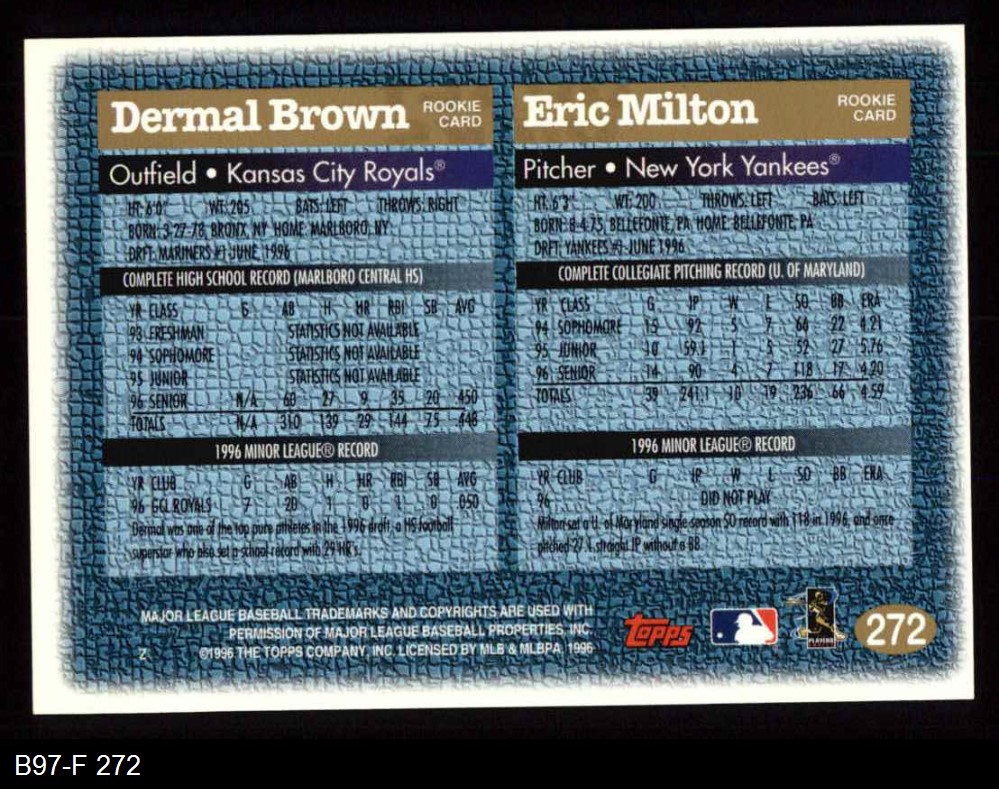 Dermal Brown ROOKIE CARD
Outfield • Kansas City Royals®
HT: 6'0" WT: 205 BATS: LEFT THROWS: RIGHT
BORN: 3-27-78, BRONX, NY HOME: MARLBORO, NY
DRFT: MARINERS #1-JUNE, 1996
COMPLETE HIGH SCHOOL RECORD (MARLBORO CENTRAL HS)
YR CLASS G AB H HR RBI SB AVG
93 FRESHMAN STATISTICS NOT AVAILABLE
94 SOPHOMORE STATISTICS NOT AVAILABLE
95 JUNIOR STATISTICS NOT AVAILABLE
96 SENIOR N/A 60 27 9 35 20 .450
TOTALS N/A 310 139 29 144 75 .448
1996 MINOR LEAGUE® RECORD
YR CLUB G AB H HR RBI SB AVG
96 GCL ROYALS 7 20 1 0 1 0 .050
Dermal was one of the top pure athletes in the 1996 draft, a HS football
superstar who also set a school record with 29 HR's.
Eric Milton ROOKIE CARD
Pitcher • New York Yankees®
HT: 6'3" WT: 200 THROWS: LEFT BATS: LEFT
BORN: 8-4-75, BELLEFONTE, PA HOME: BELLEFONTE, PA
DRFT: YANKEES #1-JUNE, 1996
COMPLETE COLLEGIATE PITCHING RECORD (U. OF MARYLAND)
YR CLASS G IP W L SO BB ERA
94 SOPHOMORE 15 92 5 7 66 22 4.21
95 JUNIOR 10 59.1 1 5 52 27 5.76
96 SENIOR 14 90 4 7 118 17 4.20
TOTALS 39 241.1 10 19 236 66 4.59
1996 MINOR LEAGUE® RECORD
YR CLUB G IP W L SO BB ERA
96 DID NOT PLAY
Milton set a U. of Maryland single-season SO record with 118 in 1996, and once
pitched 27.1 straight IP without a BB.
MAJOR LEAGUE BASEBALL TRADEMARKS AND COPYRIGHTS ARE USED WITH
PERMISSION OF MAJOR LEAGUE BASEBALL PROPERTIES, INC.
Z ©1996 THE TOPPS COMPANY, INC. LICENSED BY MLB & MLBPA, 1996
Topps
PLAYERS
272
B97-F 272